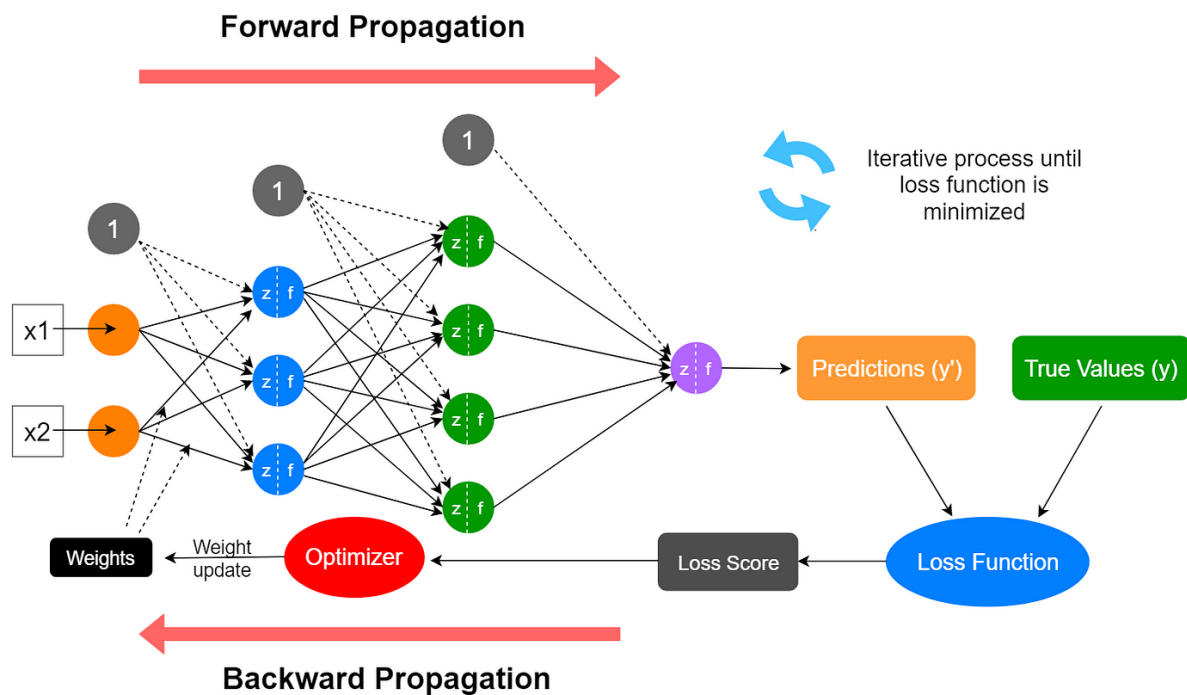 Forward Propagation
1
1
1
Iterative process until
loss function is
minimized
z f
z f
z f
z f
z f
z f
z f
z f
x1
x2
Predictions (y')
True Values (y)
Weights
Weight
update
Optimizer
Loss Score
Loss Function
Backward Propagation